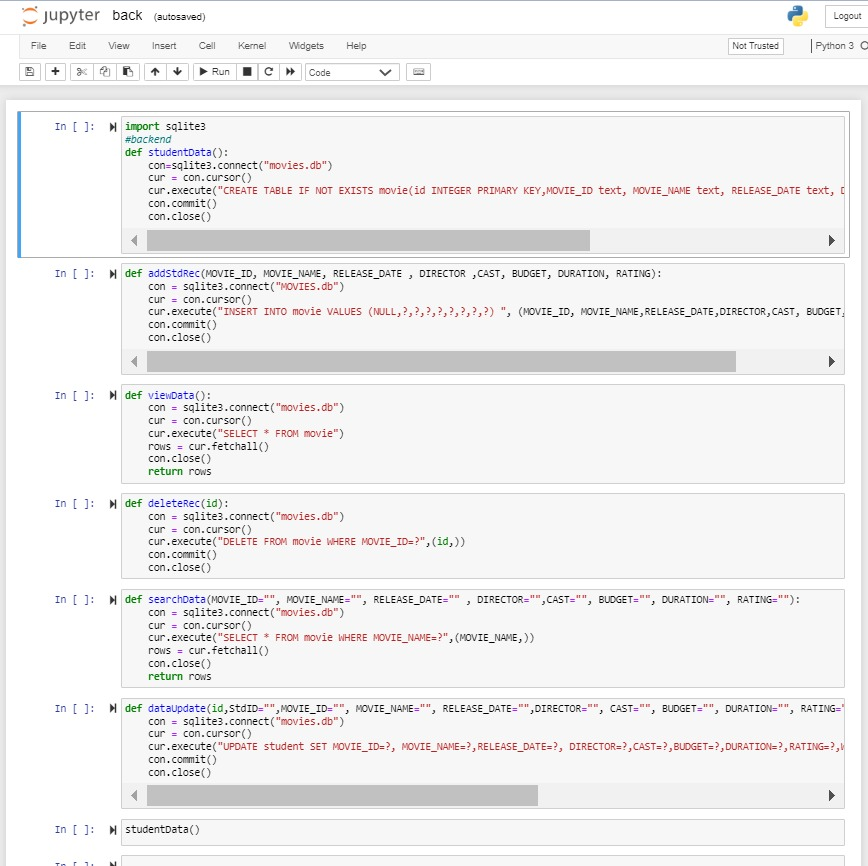 jupyter back (autosaved) Logout
File Edit View Insert Cell Kernel Widgets Help Not Trusted Python 3
Run Code
In [ ]: import sqlite3
#backend
def studentData():
con=sqlite3.connect("movies.db")
cur = con.cursor()
cur.execute("CREATE TABLE IF NOT EXISTS movie(id INTEGER PRIMARY KEY,MOVIE_ID text, MOVIE_NAME text, RELEASE_DATE text,
con.commit()
con.close()
In [ ]: def addStdRec(MOVIE_ID, MOVIE_NAME, RELEASE_DATE , DIRECTOR ,CAST, BUDGET, DURATION, RATING):
con = sqlite3.connect("MOVIES.db")
cur = con.cursor()
cur.execute("INSERT INTO movie VALUES (NULL,?,?,?,?,?,?,?,?) ", (MOVIE_ID, MOVIE_NAME,RELEASE_DATE,DIRECTOR,CAST, BUDGET,
con.commit()
con.close()
In [ ]: def viewData():
con = sqlite3.connect("movies.db")
cur = con.cursor()
cur.execute("SELECT * FROM movie")
rows = cur.fetchall()
con.close()
return rows
In [ ]: def deleteRec(id):
con = sqlite3.connect("movies.db")
cur = con.cursor()
cur.execute("DELETE FROM movie WHERE MOVIE_ID=?",(id,))
con.commit()
con.close()
In [ ]: def searchData(MOVIE_ID="", MOVIE_NAME="", RELEASE_DATE="" , DIRECTOR="",CAST="", BUDGET="", DURATION="", RATING=""):
con = sqlite3.connect("movies.db")
cur = con.cursor()
cur.execute("SELECT * FROM movie WHERE MOVIE_NAME=?",(MOVIE_NAME,))
rows = cur.fetchall()
con.close()
return rows
In [ ]: def dataUpdate(id,StdID="",MOVIE_ID="", MOVIE_NAME="", RELEASE_DATE="",DIRECTOR="", CAST="", BUDGET="", DURATION="", RATING="
con = sqlite3.connect("movies.db")
cur = con.cursor()
cur.execute("UPDATE student SET MOVIE_ID=?, MOVIE_NAME=?,RELEASE_DATE=?, DIRECTOR=?,CAST=?,BUDGET=?,DURATION=?,RATING=?,
con.commit()
con.close()
In [ ]: studentData()